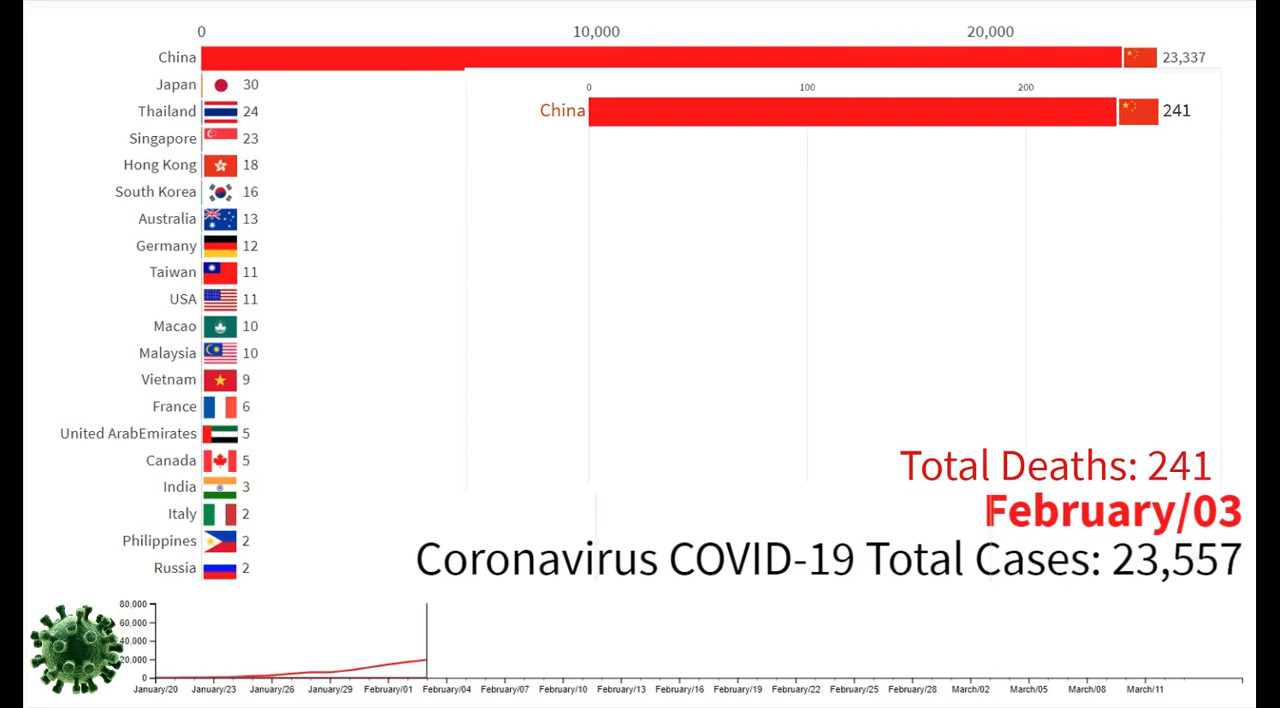 0 10,000 20,000
China 23,337
Japan 30
0 100 200
Thailand 24
China 241
Singapore 23
Hong Kong 18
South Korea 16
Australia 13
Germany 12
Taiwan 11
USA 11
Macao 10
Malaysia 10
Vietnam 9
France 6
United ArabEmirates 5
Canada 5
India 3
Italy 2
Philippines 2
Russia 2
Total Deaths: 241
February/03
Coronavirus COVID-19 Total Cases: 23,557
80,000
60,000
40,000
20,000
0
January/20 January/23 January/26 January/29 February/01 February/04 February/07 February/10 February/13 February/16 February/19 February/22 February/25 February/28 March/02 March/05 March/08 March/11